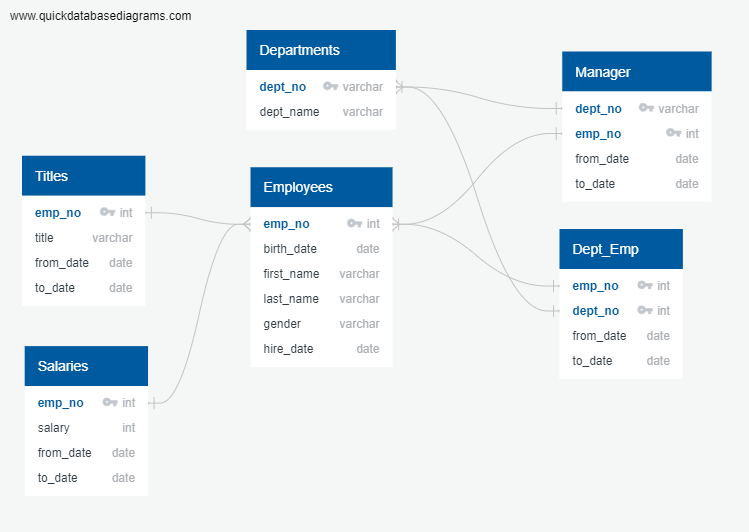 www.quickdatabasediagrams.com
Departments
dept_no varchar
dept_name varchar
Manager
dept_no varchar
emp_no int
from_date date
to_date date
Titles
emp_no int
title varchar
from_date date
to_date date
Employees
emp_no int
birth_date date
first_name varchar
last_name varchar
gender varchar
hire_date date
Dept_Emp
emp_no int
dept_no int
from_date date
to_date date
Salaries
emp_no int
salary int
from_date date
to_date date